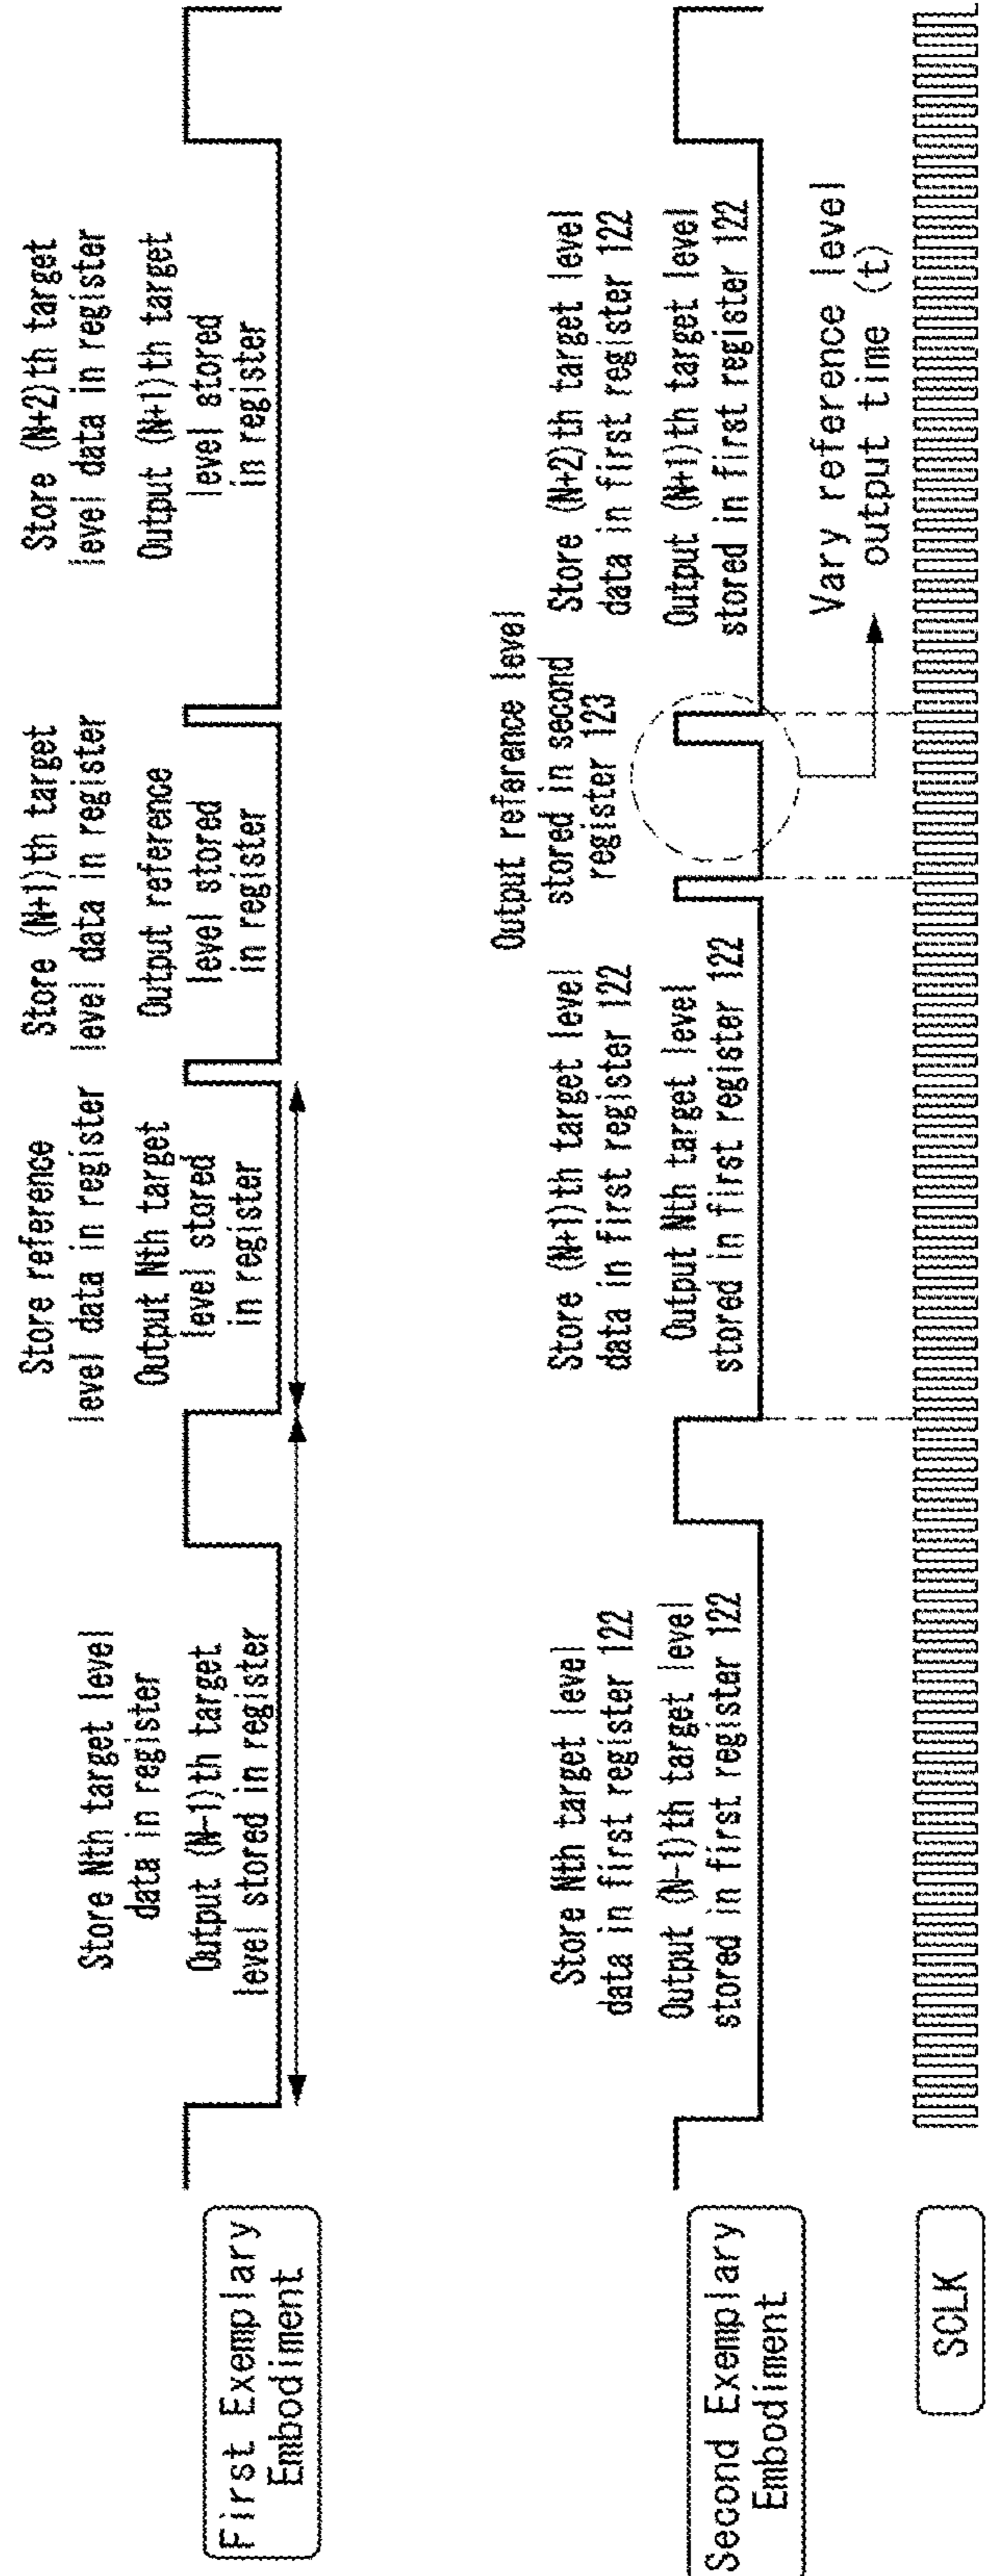 First Exemplary
Embodiment
Store Nth target level
data in register
Output (N-1)th target
level stored in register
Store reference
level data in register
Output Nth target
level stored
in register
Store (N+1)th target
level data in register
Output reference
level stored
in register
Store (N+2)th target
level data in register
Output (N+1)th target
level stored
in register
Second Exemplary
Embodiment
Store Nth target level
data in first register 122
Output (N-1)th target level
stored in first register 122
Store (N+1)th target level
data in first register 122
Output Nth target level
stored in first register 122
Output reference level
stored in second
register 123
Store (N+2)th target level
data in first register 122
Output (N+1)th target level
stored in first register 122
Vary reference level
output time (t)
SCLK